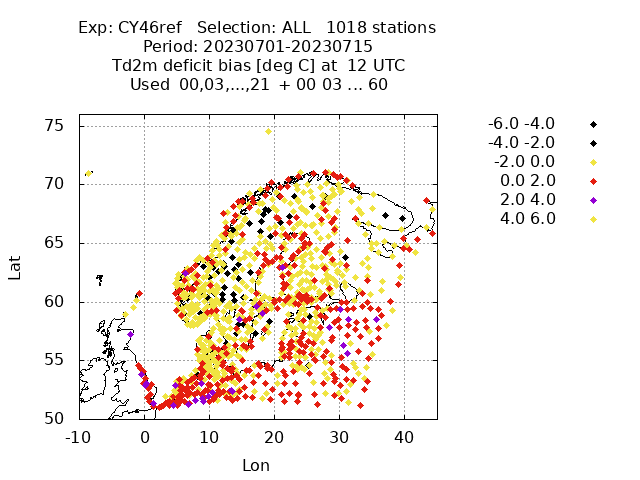 Exp: CY46ref   Selection: ALL   1018 stations
Period: 20230701-20230715
Td2m deficit bias [deg C] at  12 UTC
Used  00,03,...,21  + 00 03 ... 60
-6.0 -4.0
-4.0 -2.0
-2.0 0.0
0.0 2.0
2.0 4.0
4.0 6.0
75
70
65
60
55
50
Lat
-10 0 10 20 30 40
Lon